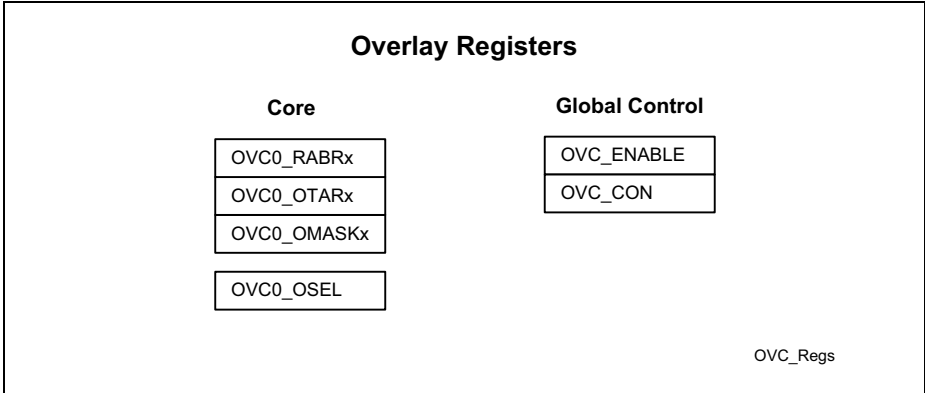 Overlay Registers
Core
OVC0_RABRx
OVC0_OTARx
OVC0_OMASKx
OVC0_OSEL
Global Control
OVC_ENABLE
OVC_CON
OVC_Regs